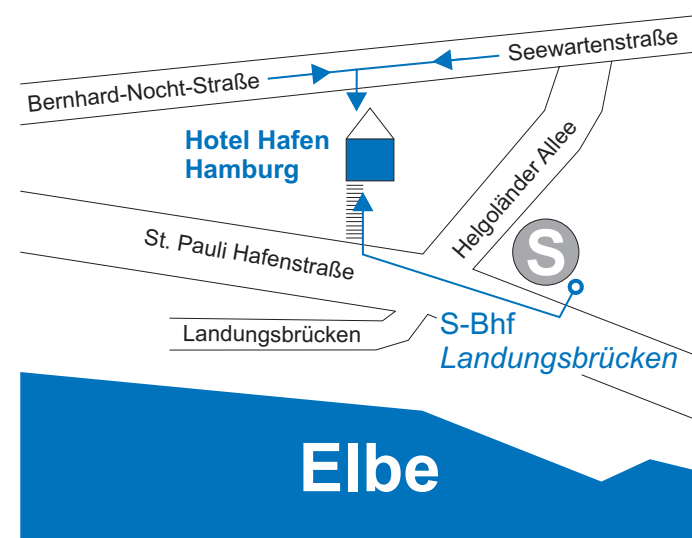 Seewartenstraße
Bernhard-Nocht-Straße
Hotel Hafen
Hamburg
Helgoländer Allee
St. Pauli Hafenstraße
S
S-Bhf
Landungsbrücken
Landungsbrücken
Elbe